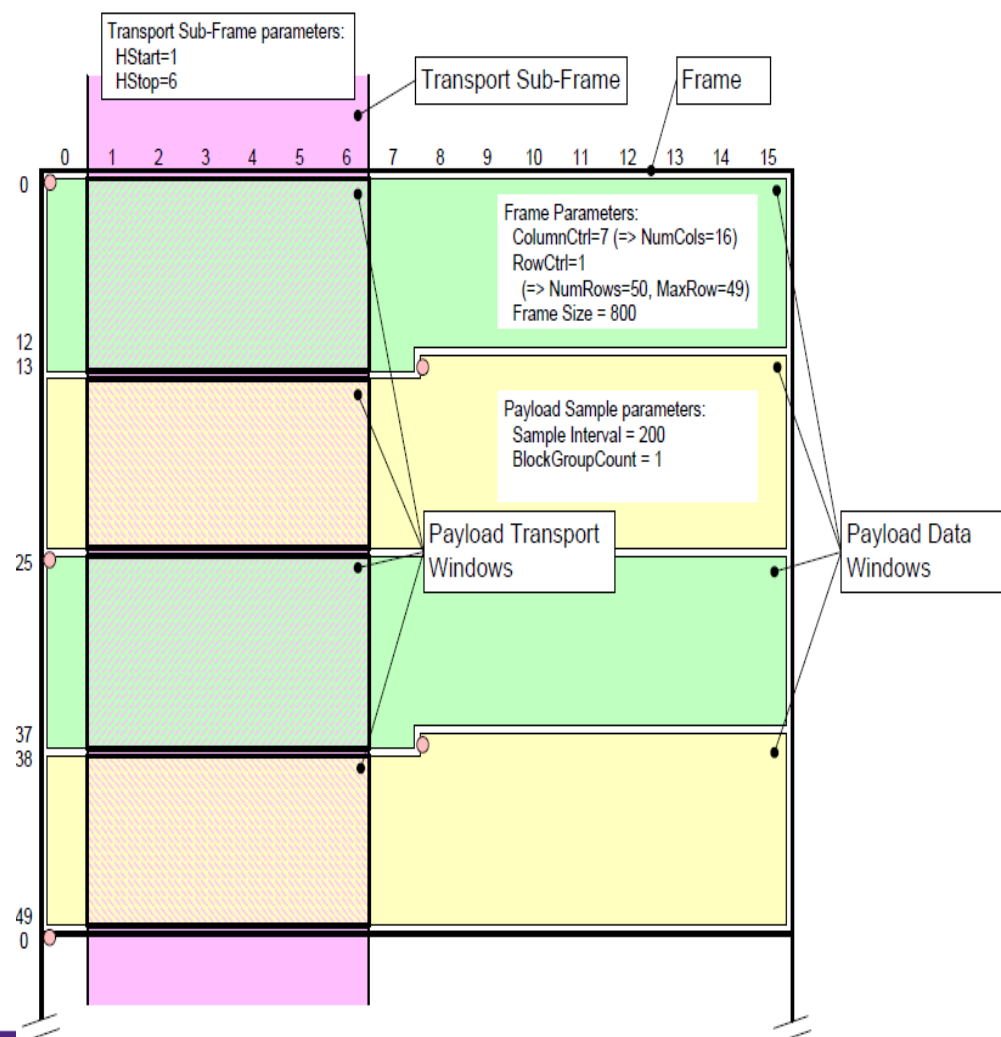 Transport Sub-Frame parameters:
HStart=1
HStop=6
Transport Sub-Frame
Frame
0 1 2 3 4 5 6 7 8 9 10 11 12 13 14 15
0
Frame Parameters:
ColumnCtrl=7 (=> NumCols=16)
RowCtrl=1
(=> NumRows=50, MaxRow=49)
Frame Size = 800
12
13
Payload Sample parameters:
Sample Interval = 200
BlockGroupCount = 1
Payload Transport
Windows
Payload Data
Windows
25
37
38
49
0